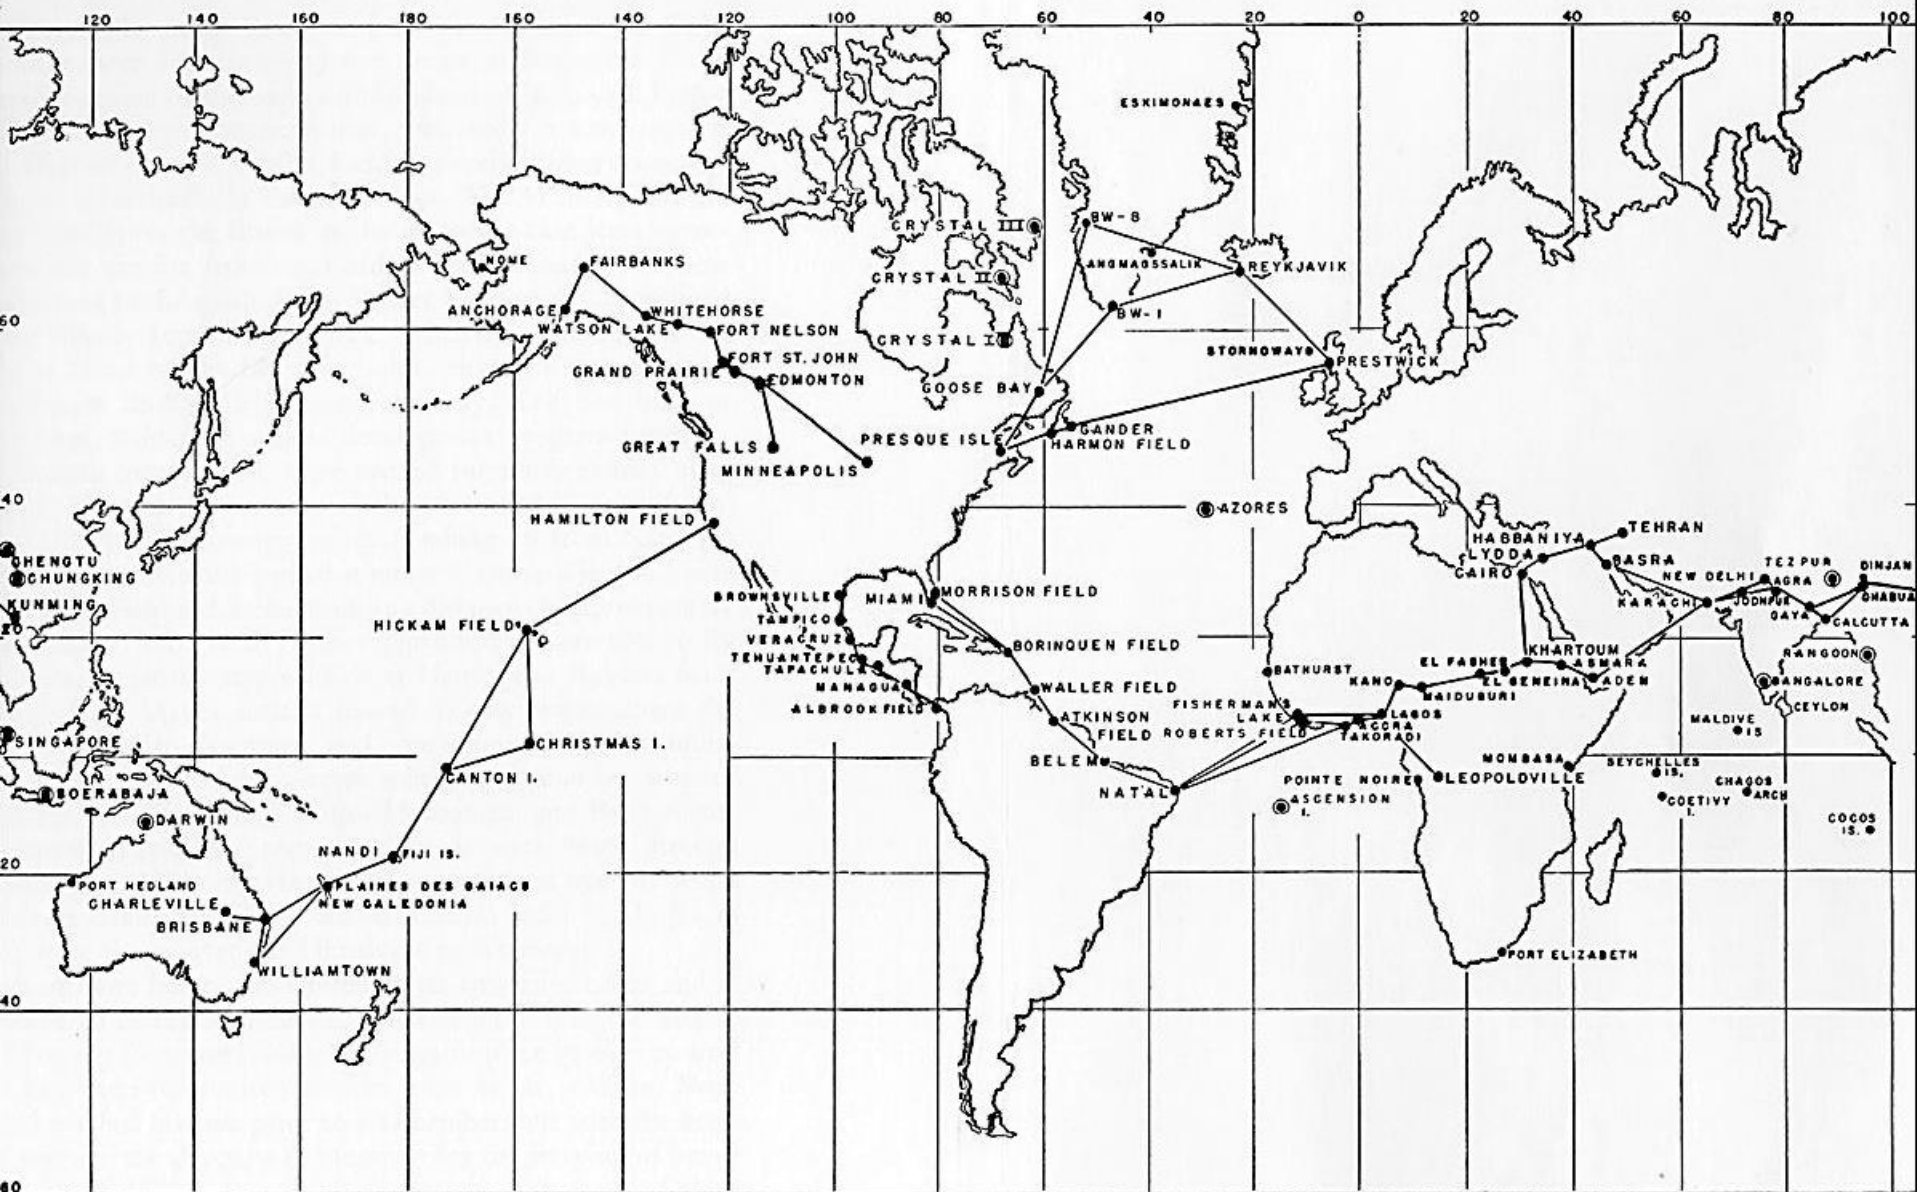 120 140 160 180 160 140 120 100 80 60 40 20 0 20 40 60 80 100
ESKIMONAES
CRYSTAL III
BW-8
NOME
FAIRBANKS
ANGMAGSSALIK
REYKJAVIK
CRYSTAL II
ANCHORAGE
WHITEHORSE
BW-1
60
WATSON LAKE
FORT NELSON
CRYSTAL I
STORNOWAY
FORT ST. JOHN
PRESTWICK
GRAND PRAIRIE
EDMONTON
GOOSE BAY
GANDER
PRESQUE ISLE
HARMON FIELD
GREAT FALLS
MINNEAPOLIS
40
AZORES
HAMILTON FIELD
TEHRAN
HABBANIYA
LYDDA
CHENGTU
BASRA
TEZPUR
DINJAN
CHUNGKING
CAIRO
NEW DELHI
AGRA
MORRISON FIELD
BROWNSVILLE
MIAMI
KUNMING
KARACHI
JODHPUR
CHABUA
GAYA
TAMPICO
CALCUTTA
HICKAM FIELD
20
VERACRUZ
BORINQUEN FIELD
KHARTOUM
RANGOON
TEHUANTEPEC
EL FASHER
ASMARA
TAPACHULA
BATHURST
KANO
EL GENEINA
ADEM
BANGALORE
MANAGUA
WALLER FIELD
MAIDUBURI
CEYLON
ALBROOK FIELD
FISHERMANS
LAKE
LAGOS
ATKINSON
FIELD
ROBERTS FIELD
ACCRA
TAKORADI
MALDIVE
IS
SINGAPORE
CHRISTMAS I.
BELEM
MOMBASA
SEYCHELLES
IS.
CANTON I.
POINTE NOIRE
LEOPOLDVILLE
CHAGOS
ARCH
SOERABAJA
NATAL
ASCENSION
I.
COETIVY
I.
DARWIN
COCOS
IS.
NANDI
FIJI IS.
20
PORT HEDLAND
PLAINES DES GAIACS
CHARLEVILLE
NEW CALEDONIA
BRISBANE
PORT ELIZABETH
WILLIAMTOWN
40
60